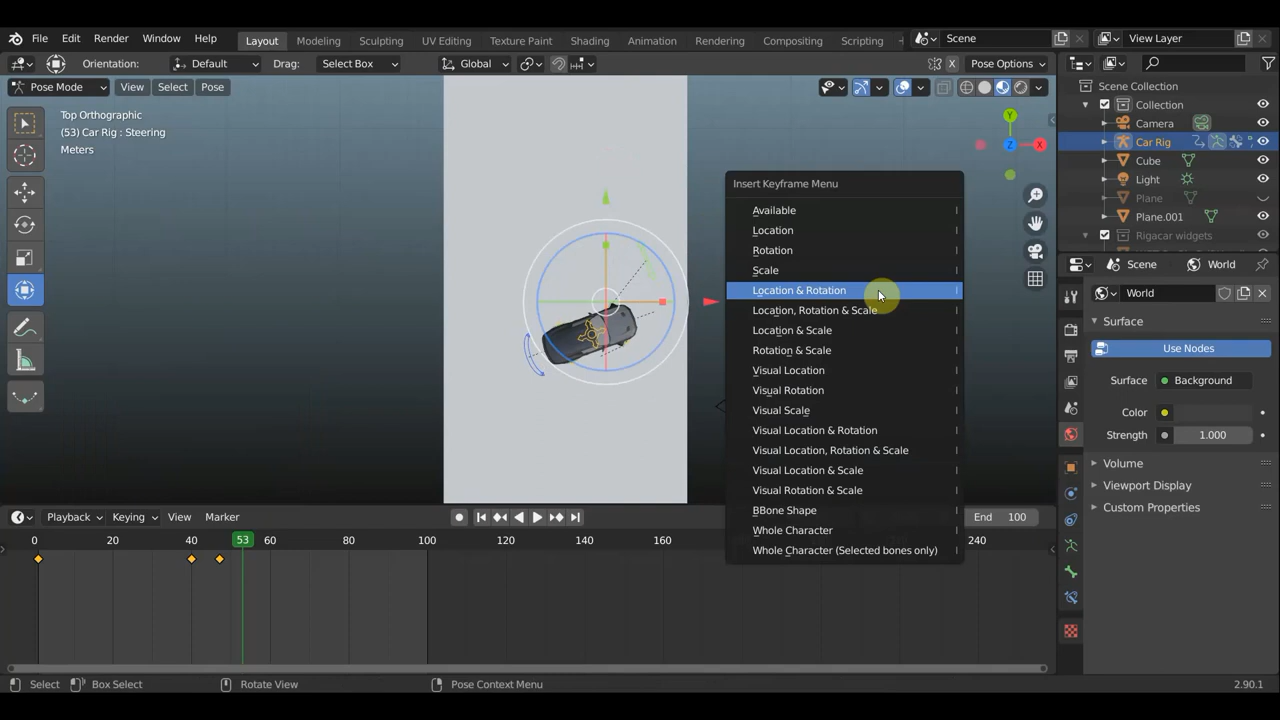 File Edit Render Window Help Layout Modeling Sculpting UV Editing Texture Paint Shading Animation Rendering Compositing Scripting Scene View Layer
Orientation: Default Drag: Select Box Global X Pose Options
Pose Mode View Select Pose
Top Orthographic
(53) Car Rig : Steering
Meters
Y
Z
X
Scene Collection
Collection
Camera
Car Rig
Cube
Light
Plane
Plane.001
Rigacar widgets
Insert Keyframe Menu
Available I
Location I
Rotation I
Scale I
Location & Rotation I
Location, Rotation & Scale I
Location & Scale I
Rotation & Scale I
Visual Location I
Visual Rotation I
Visual Scale I
Visual Location & Rotation I
Visual Location, Rotation & Scale I
Visual Location & Scale I
Visual Rotation & Scale I
BBone Shape I
Whole Character I
Whole Character (Selected bones only) I
Scene World
World
Surface
Use Nodes
Surface Background
Color
Strength 1.000
Volume
Viewport Display
Custom Properties
Playback Keying View Marker End 100
0 20 40 53 60 80 100 120 140 160 180 200 220 240
Select Box Select Rotate View Pose Context Menu 2.90.1